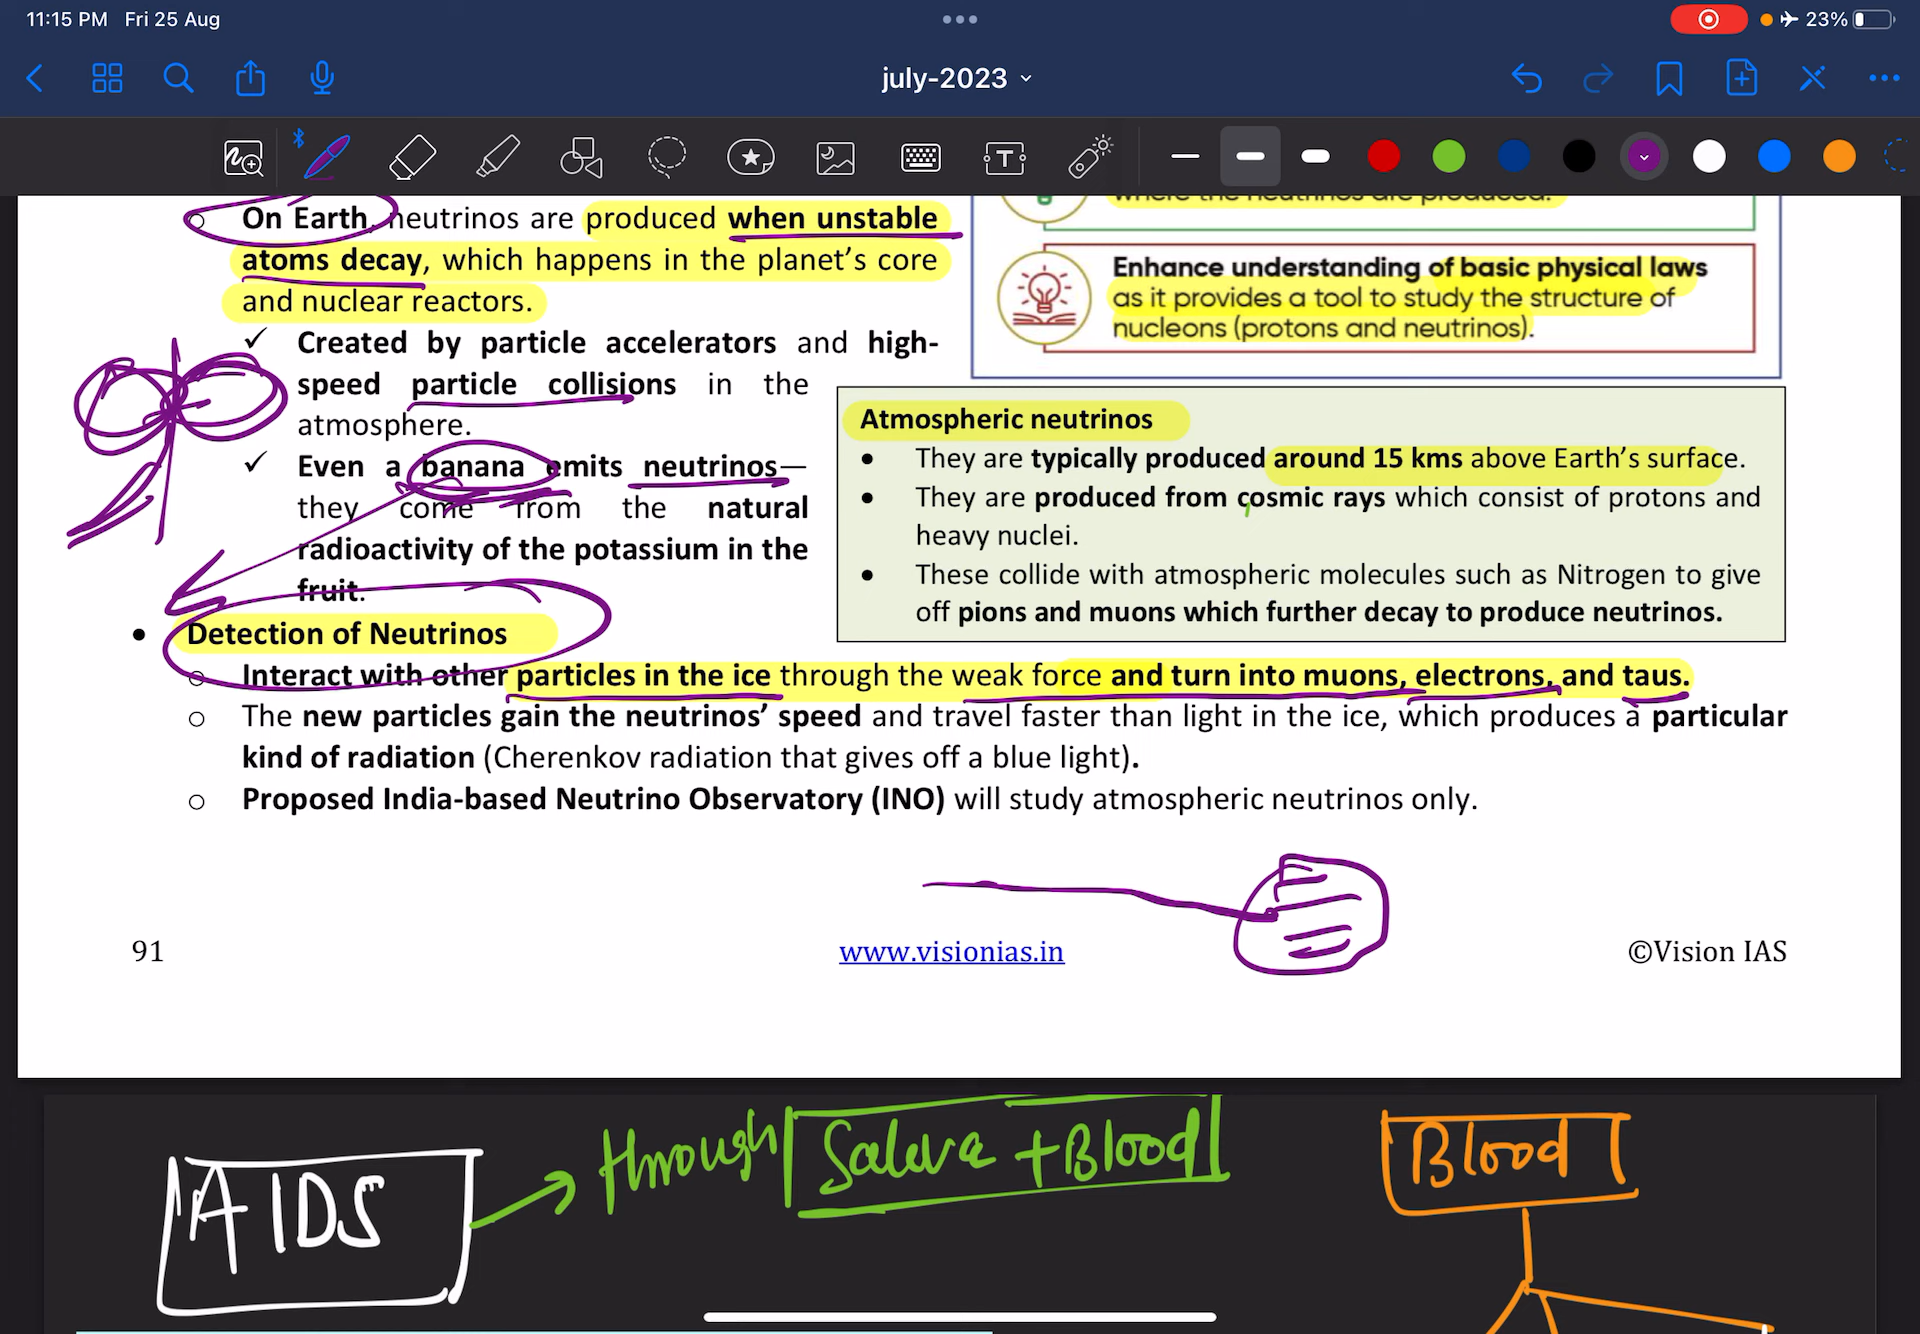 11:15 PM Fri 25 Aug
23%
july-2023
T
On Earth, neutrinos are produced when unstable
atoms decay, which happens in the planet's core
and nuclear reactors.
✓ Created by particle accelerators and high-
speed particle collisions in the
atmosphere.
✓ Even a banana emits neutrinos—
they come from the natural
radioactivity of the potassium in the
fruit.
where the neutrinos are produced.
Enhance understanding of basic physical laws
as it provides a tool to study the structure of
nucleons (protons and neutrinos).
Atmospheric neutrinos
• They are typically produced around 15 kms above Earth's surface.
• They are produced from cosmic rays which consist of protons and
heavy nuclei.
• These collide with atmospheric molecules such as Nitrogen to give
off pions and muons which further decay to produce neutrinos.
• Detection of Neutrinos
o Interact with other particles in the ice through the weak force and turn into muons, electrons, and taus.
o The new particles gain the neutrinos' speed and travel faster than light in the ice, which produces a particular
kind of radiation (Cherenkov radiation that gives off a blue light).
o Proposed India-based Neutrino Observatory (INO) will study atmospheric neutrinos only.
91 www.visionias.in ©Vision IAS
AIDS through Saleva + Blood Blood